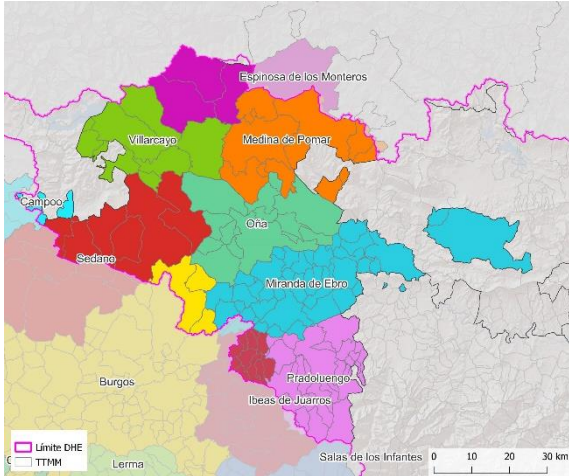 Espinosa de los Monteros
Villarcayo
Medina de Pomar
Campoo
Oña
Sedano
Miranda de Ebro
Burgos
Pradoluengo
Ibeas de Juarros
Salas de los Infantes
Lerma
Límite DHE
TTMM
0 10 20 30 km